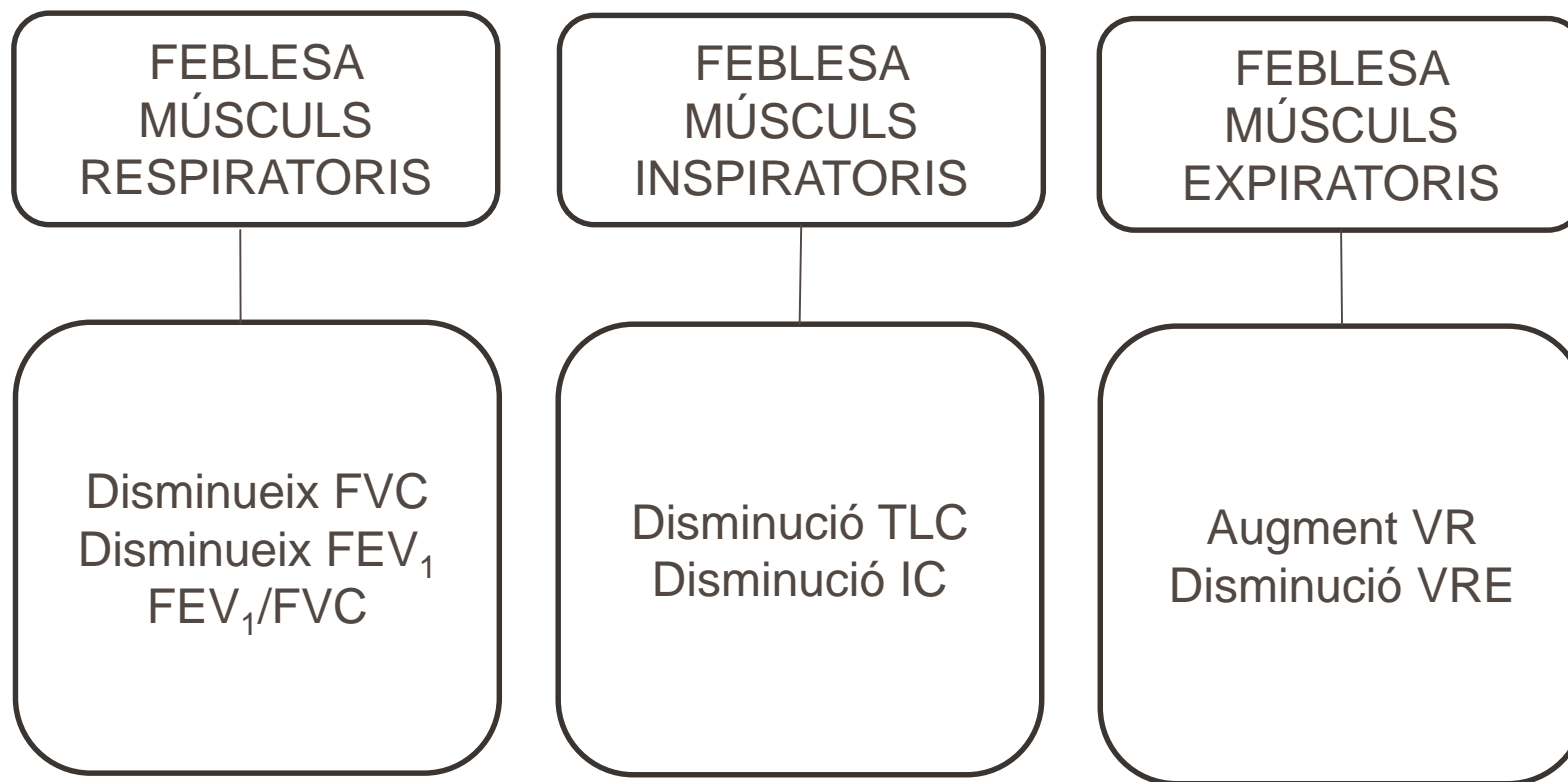 FEBLESA
MÚSCULS
RESPIRATORIS
Disminueix FVC
Disminueix FEV₁
FEV₁/FVC
FEBLESA
MÚSCULS
INSPIRATORIS
Disminució TLC
Disminució IC
FEBLESA
MÚSCULS
EXPIRATORIS
Augment VR
Disminució VRE